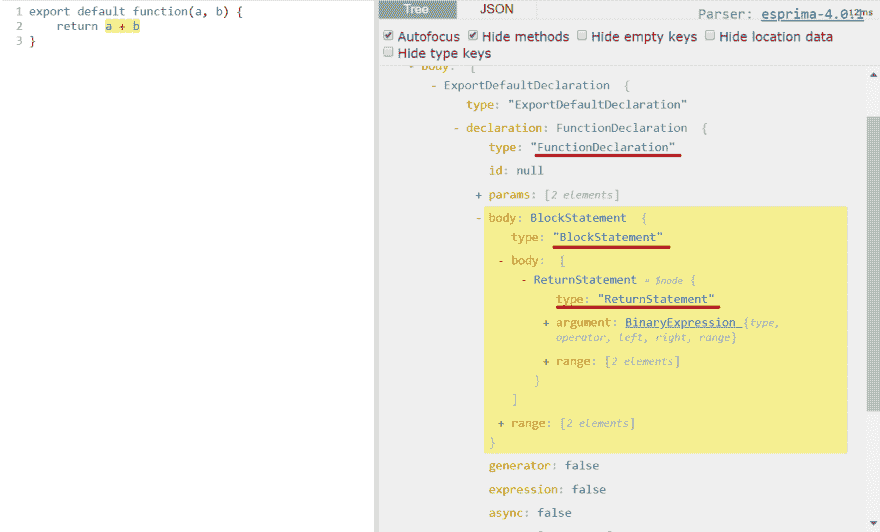 1 export default function(a, b) {
2 return a + b
3 }
Tree JSON Parser: esprima-4.0.1 12ms
Autofocus Hide methods Hide empty keys Hide location data
Hide type keys
- body: [
- ExportDefaultDeclaration {
type: "ExportDefaultDeclaration"
- declaration: FunctionDeclaration {
type: "FunctionDeclaration"
id: null
+ params: [2 elements]
- body: BlockStatement {
type: "BlockStatement"
- body: [
- ReturnStatement = $node {
type: "ReturnStatement"
+ argument: BinaryExpression {type,
operator, left, right, range}
+ range: [2 elements]
}
]
+ range: [2 elements]
}
generator: false
expression: false
async: false